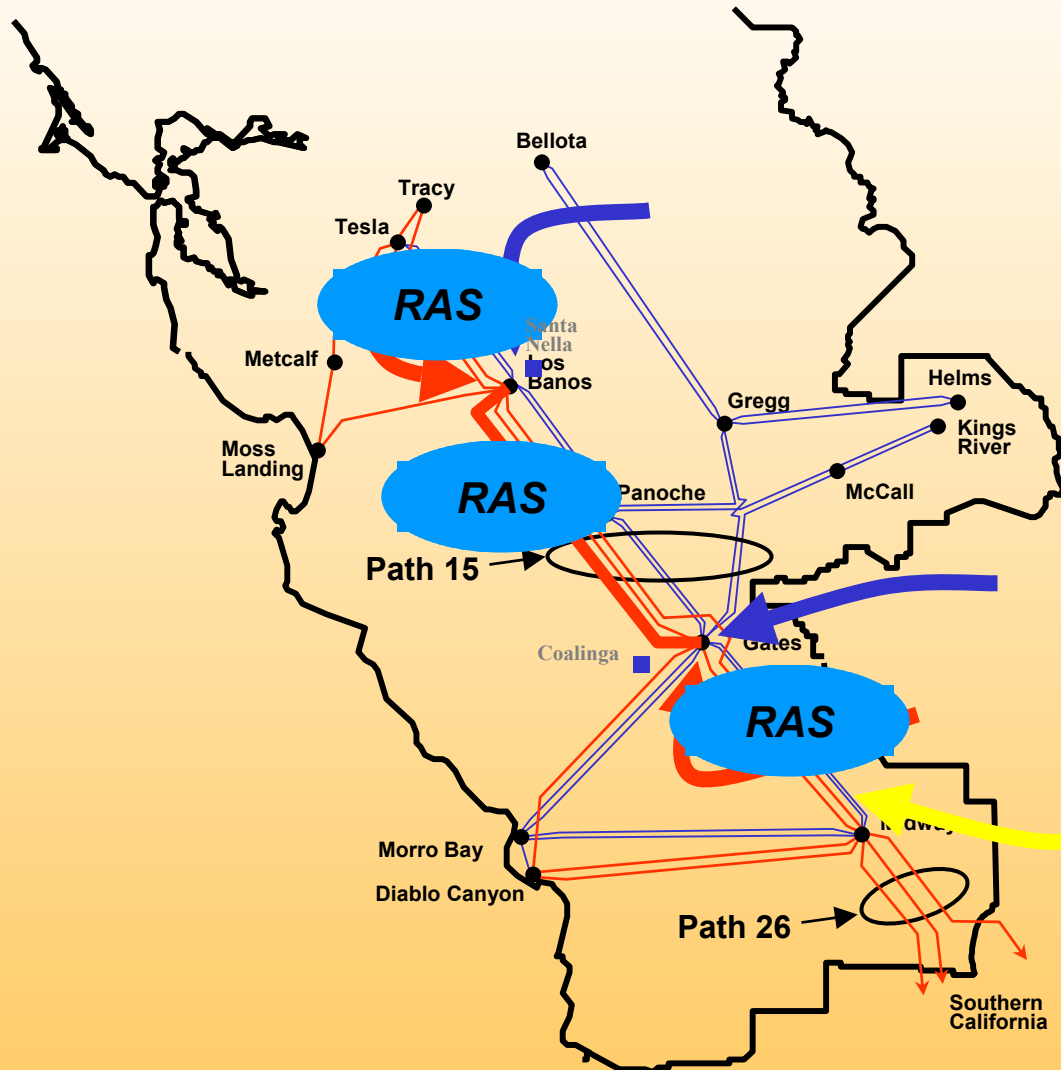 Bellota
Tracy
Tesla
RAS
Santa
Nella
Los
Banos
Metcalf
Helms
Gregg
Kings
River
Moss
Landing
McCall
RAS
Panoche
Path 15
Gates
Coalinga
RAS
Midway
Morro Bay
Diablo Canyon
Path 26
Southern
California